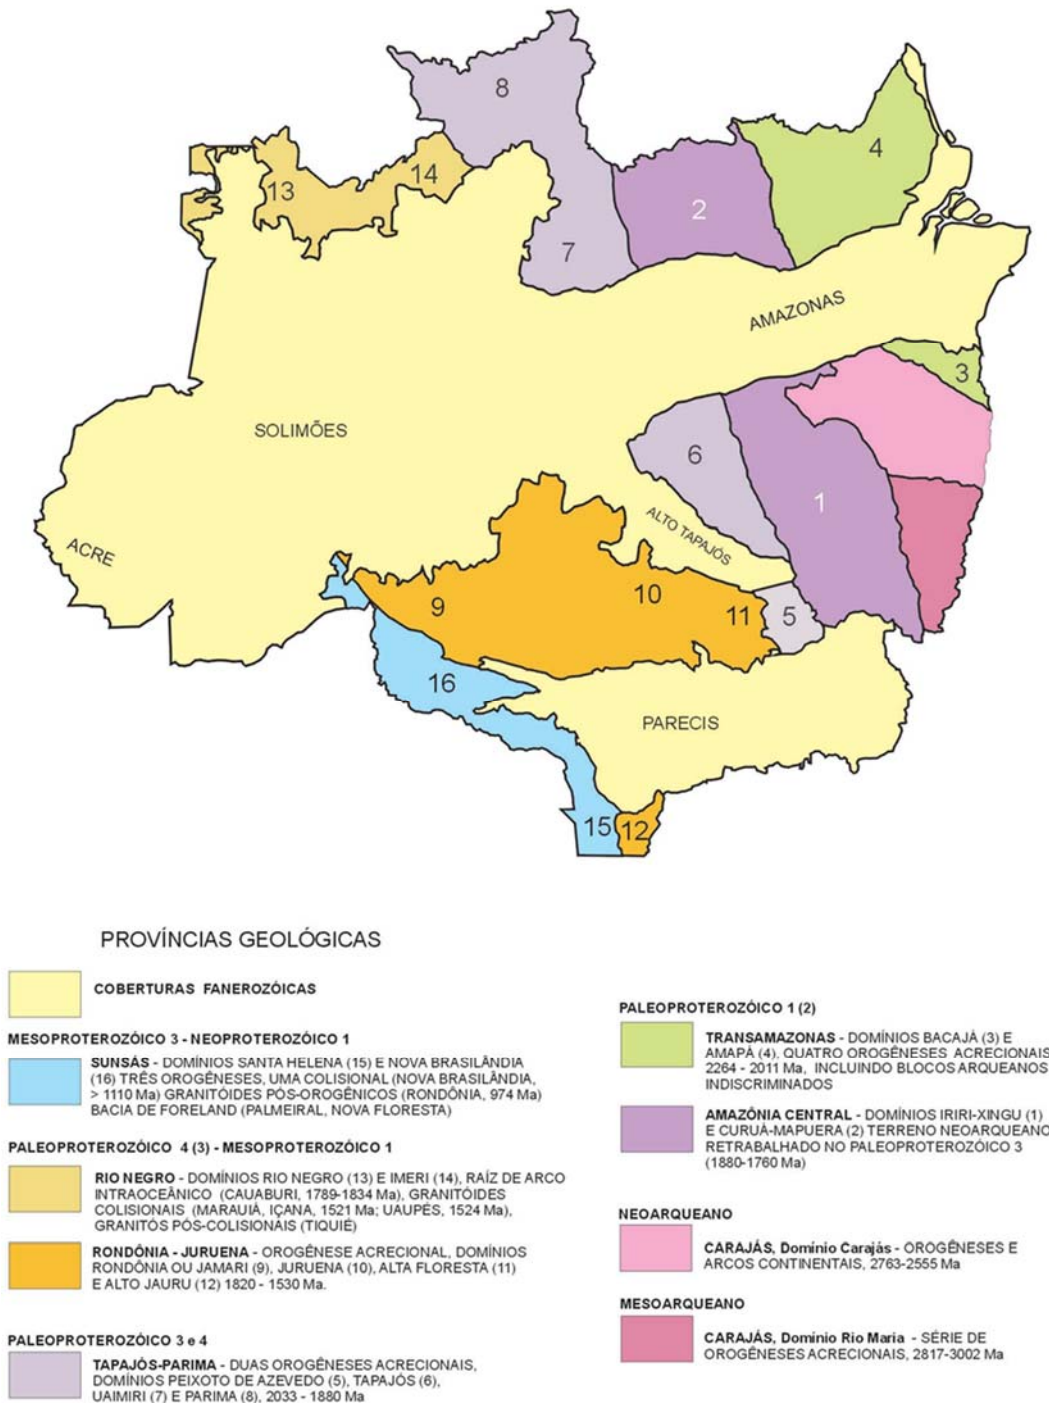 8
4
14
13
2
7
AMAZONAS
3
SOLIMÕES
6
1
ALTO TAPAJÓS
ACRE
10
9
11
5
16
PARECIS
15
12
PROVÍNCIAS GEOLÓGICAS
COBERTURAS FANEROZÓICAS
MESOPROTEROZÓICO 3 - NEOPROTEROZÓICO 1
SUNSÁS - DOMÍNIOS SANTA HELENA (15) E NOVA BRASILÂNDIA
(16) TRÊS OROGÊNESES, UMA COLISIONAL (NOVA BRASILÂNDIA,
> 1110 Ma) GRANITÓIDES PÓS-OROGÊNICOS (RONDÔNIA, 974 Ma)
BACIA DE FORELAND (PALMEIRAL, NOVA FLORESTA)
PALEOPROTEROZÓICO 4 (3) - MESOPROTEROZÓICO 1
RIO NEGRO - DOMÍNIOS RIO NEGRO (13) E IMERI (14), RAÍZ DE ARCO
INTRAOCEÂNICO (CAUABURI, 1789-1834 Ma), GRANITÓIDES
COLISIONAIS (MARAUIÁ, IÇANA, 1521 Ma; UAUPÉS, 1524 Ma),
GRANITOS PÓS-COLISIONAIS (TIQUIÉ)
RONDÔNIA - JURUENA - OROGÊNESE ACRECIONAL, DOMÍNIOS
RONDÔNIA OU JAMARI (9), JURUENA (10), ALTA FLORESTA (11)
E ALTO JAURU (12) 1820 - 1530 Ma.
PALEOPROTEROZÓICO 3 e 4
TAPAJÓS-PARIMA - DUAS OROGÊNESES ACRECIONAIS,
DOMÍNIOS PEIXOTO DE AZEVEDO (5), TAPAJÓS (6),
UAIMIRI (7) E PARIMA (8), 2033 - 1880 Ma
PALEOPROTEROZÓICO 1 (2)
TRANSAMAZONAS - DOMÍNIOS BACAJÁ (3) E
AMAPÁ (4), QUATRO OROGÊNESES ACRECIONAIS
2264 - 2011 Ma, INCLUINDO BLOCOS ARQUEANOS
INDISCRIMINADOS
AMAZÔNIA CENTRAL - DOMÍNIOS IRIRI-XINGU (1)
E CURUÁ-MAPUERA (2) TERRENO NEOARQUEANO
RETRABALHADO NO PALEOPROTEROZÓICO 3
(1880-1760 Ma)
NEOARQUEANO
CARAJÁS, Domínio Carajás - OROGÊNESES E
ARCOS CONTINENTAIS, 2763-2555 Ma
MESOARQUEANO
CARAJÁS, Domínio Rio Maria - SÉRIE DE
OROGÊNESES ACRECIONAIS, 2817-3002 Ma